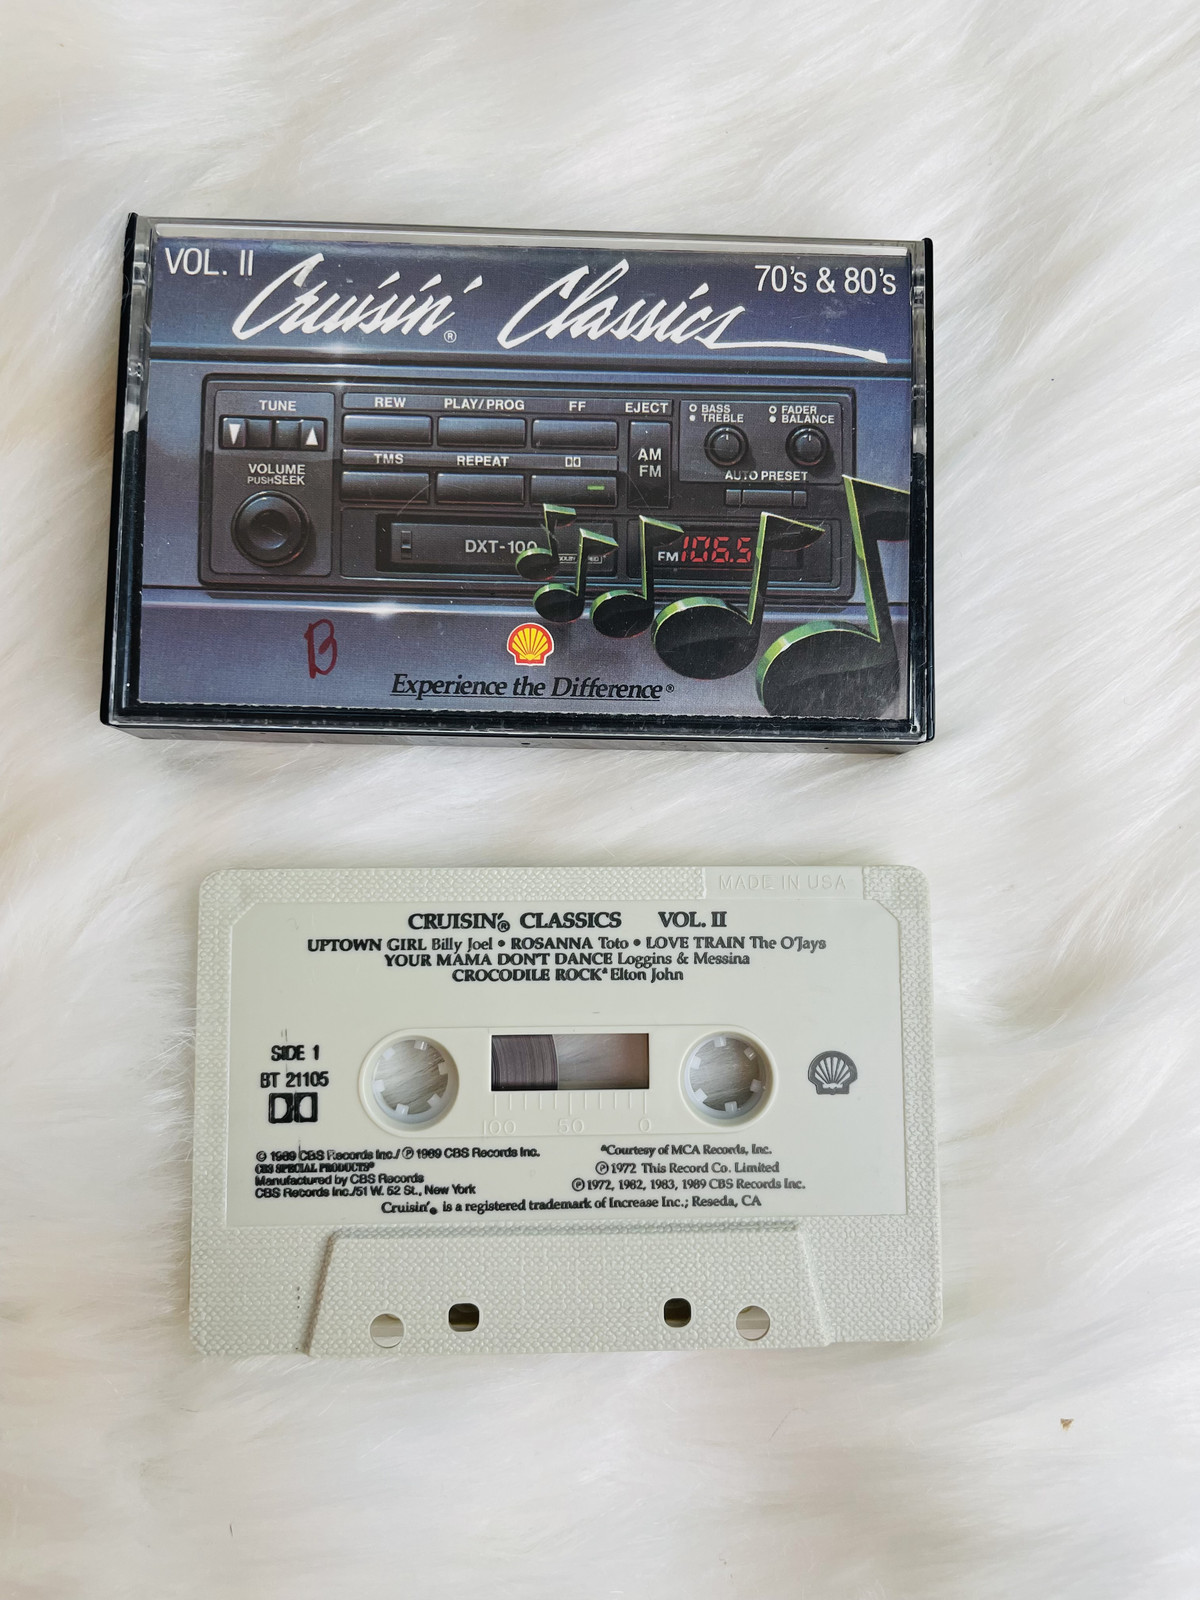 VOL. II
Cruisin'® Classics
70's & 80's
TUNE
REW PLAY/PROG FF EJECT
BASS
TREBLE
FADER
BALANCE
VOLUME
PUSH SEEK
TMS REPEAT
AM
FM
AUTO PRESET
DXT-100
FM 106.5
B
Experience the Difference®
MADE IN USA
CRUISIN'® CLASSICS VOL. II
UPTOWN GIRL Billy Joel • ROSANNA Toto • LOVE TRAIN The O'Jays
YOUR MAMA DON'T DANCE Loggins & Messina
CROCODILE ROCK* Elton John
SIDE 1
BT 21105
100 50 0
© 1989 CBS Records Inc./ ℗ 1989 CBS Records Inc.
CBS SPECIAL PRODUCTS®
Manufactured by CBS Records
CBS Records Inc./51 W. 52 St., New York
*Courtesy of MCA Records, Inc.
℗ 1972 This Record Co. Limited
℗ 1972, 1982, 1983, 1989 CBS Records Inc.
Cruisin'® is a registered trademark of Increase Inc.; Reseda, CA